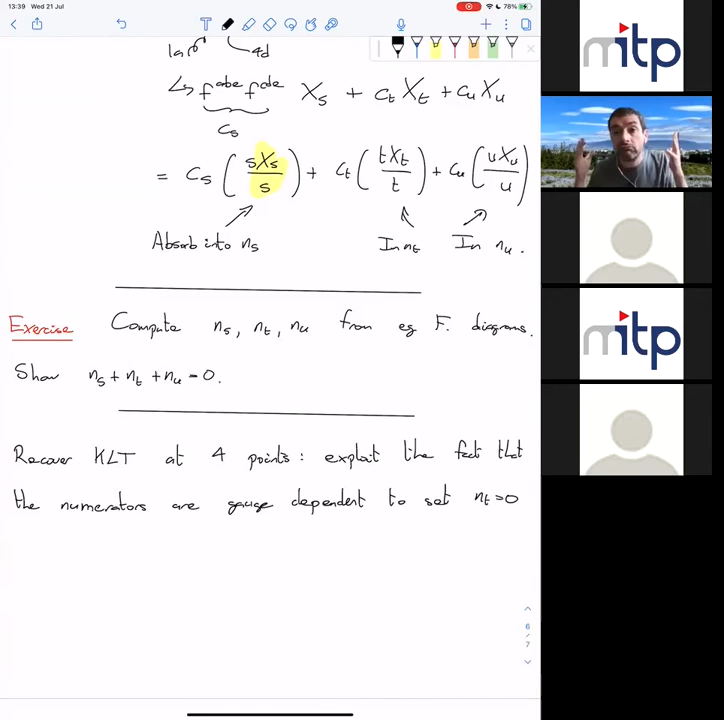 13:39 Wed 21 Jul
78%
4d
↳ f^{abe} f^{cde} X_s + c_t X_t + c_u X_u
c_s
= c_s ( sX_s / s ) + c_t ( tX_t / t ) + c_u ( uX_u / u )
Absorb into n_s In n_t In n_u.
Exercise Compute n_s, n_t, n_u from eg F. diagrams.
Show n_s + n_t + n_u = 0.
Recover KLT at 4 points: exploit the fact that
the numerators are gauge dependent to set n_t = 0
6
/
7
mitp
mitp